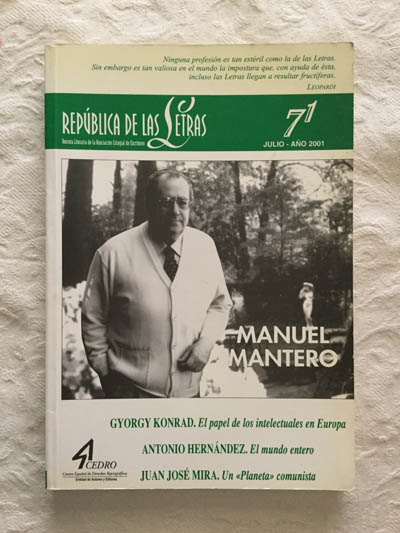 Ninguna profesión es tan estéril como la de las Letras.
Sin embargo es tan valiosa en el mundo la impostura que, con ayuda de ésta,
incluso las Letras llegan a resultar fructíferas.
LEOPARDI
REPÚBLICA DE LAS LETRAS
Revista Literaria de la Asociación Colegial de Escritores
71
JULIO - AÑO 2001
MANUEL
MANTERO
GYORGY KONRAD. El papel de los intelectuales en Europa
ANTONIO HERNÁNDEZ. El mundo entero
JUAN JOSÉ MIRA. Un «Planeta» comunista
CEDRO
Centro Español de Derechos Reprográficos
Entidad de Autores y Editores